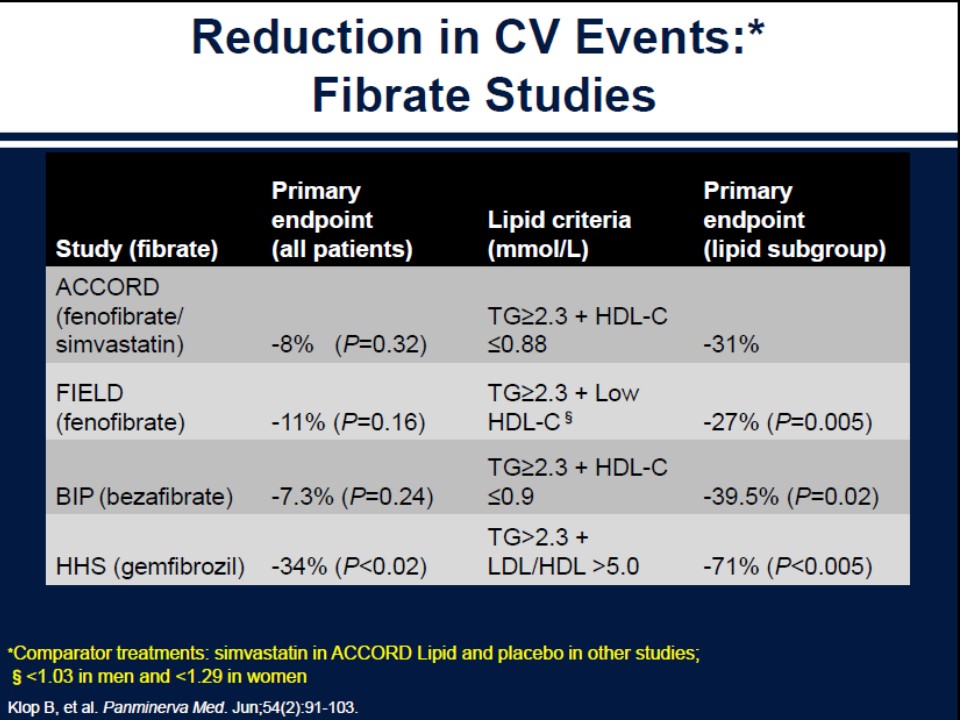 Reduction in CV Events:*
Fibrate Studies
Study (fibrate)
Primary
endpoint
(all patients)
Lipid criteria
(mmol/L)
Primary
endpoint
(lipid subgroup)
ACCORD
(fenofibrate/
simvastatin)
-8% (P=0.32)
TG≥2.3 + HDL-C
≤0.88
-31%
FIELD
(fenofibrate)
-11% (P=0.16)
TG≥2.3 + Low
HDL-C §
-27% (P=0.005)
BIP (bezafibrate)
-7.3% (P=0.24)
TG≥2.3 + HDL-C
≤0.9
-39.5% (P=0.02)
HHS (gemfibrozil)
-34% (P<0.02)
TG>2.3 +
LDL/HDL >5.0
-71% (P<0.005)
*Comparator treatments: simvastatin in ACCORD Lipid and placebo in other studies;
§ <1.03 in men and <1.29 in women
Klop B, et al. Panminerva Med. Jun;54(2):91-103.